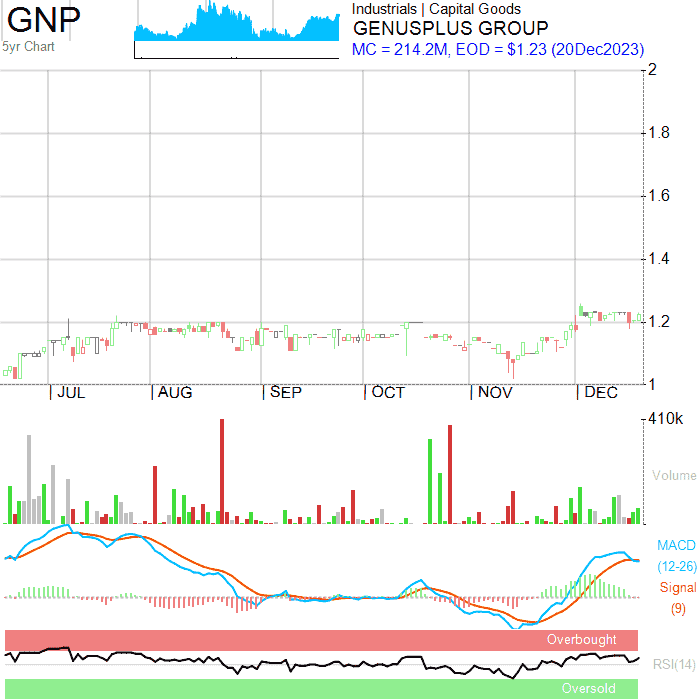 GNP
5yr Chart
Industrials | Capital Goods
GENUSPLUS GROUP
MC = 214.2M, EOD = $1.23 (20Dec2023)
2
1.8
1.6
1.4
1.2
1
JUL AUG SEP OCT NOV DEC
410k
Volume
MACD
(12-26)
Signal
(9)
Overbought
RSI(14)
Oversold